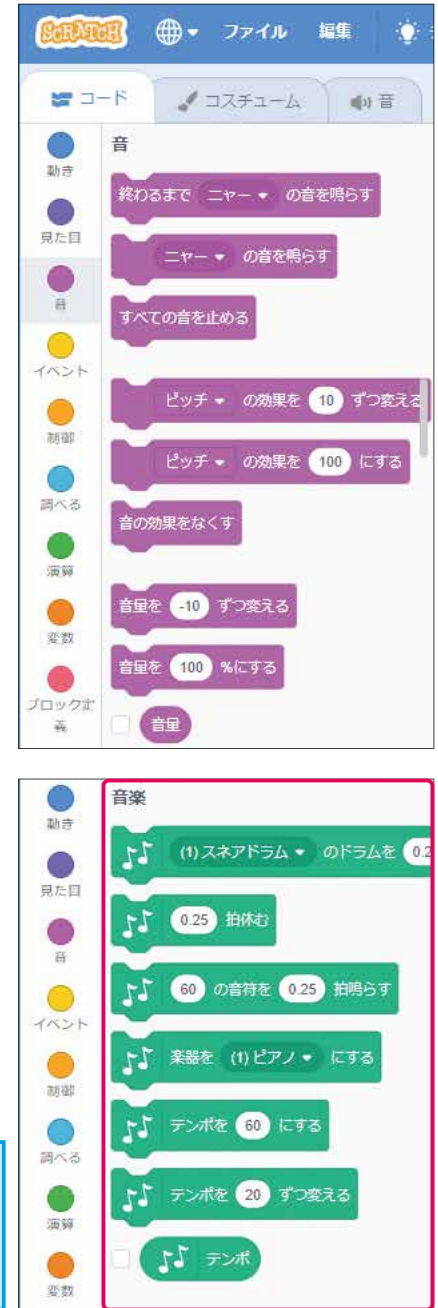 SCRATCH ファイル 編集
コード コスチューム 音
動き
見た目
音
イベント
制御
調べる
演算
変数
ブロック定
義
音
終わるまで ニャー の音を鳴らす
ニャー の音を鳴らす
すべての音を止める
ピッチ の効果を 10 ずつ変える
ピッチ の効果を 100 にする
音の効果をなくす
音量を -10 ずつ変える
音量を 100 %にする
音量
動き
見た目
音
イベント
制御
調べる
演算
変数
音楽
(1) スネアドラム のドラムを
0.25 拍休む
60 の音符を 0.25 拍鳴らす
楽器を (1) ピアノ にする
テンポを 60 にする
テンポを 20 ずつ変える
テンポ